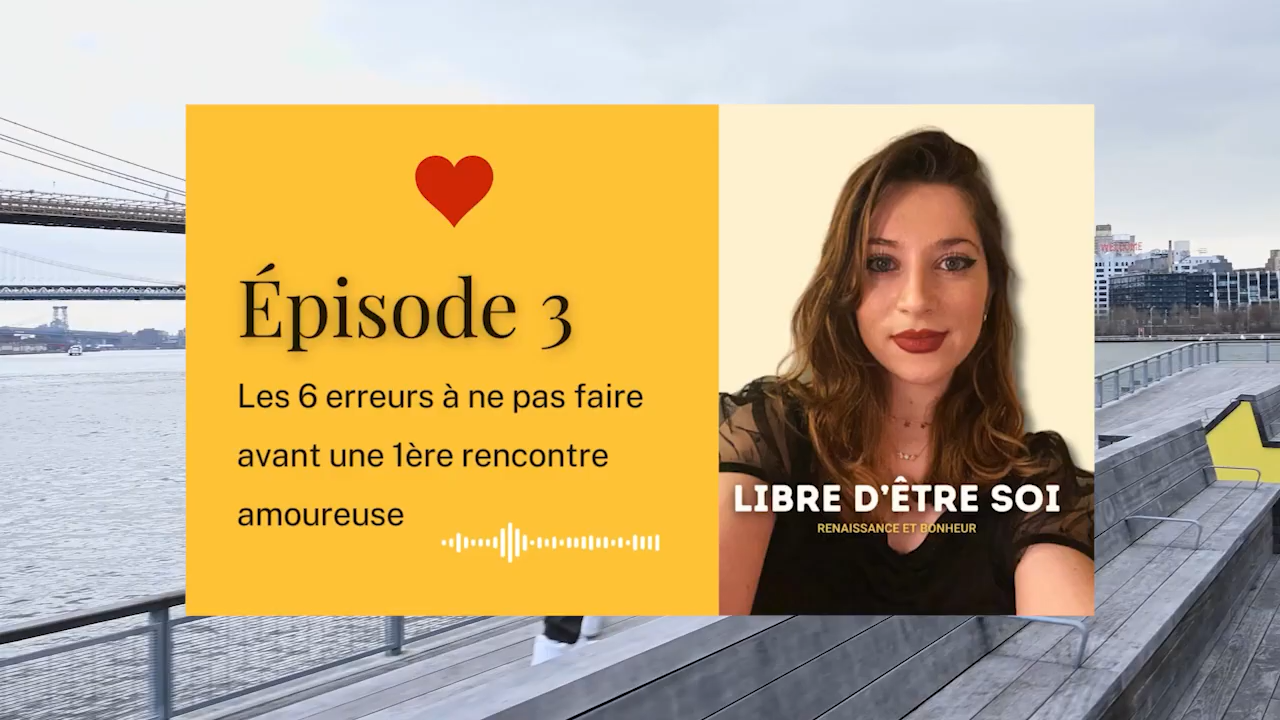 Épisode 3
Les 6 erreurs à ne pas faire
avant une 1ère rencontre
amoureuse
LIBRE D'ÊTRE SOI
RENAISSANCE ET BONHEUR
WELCOME